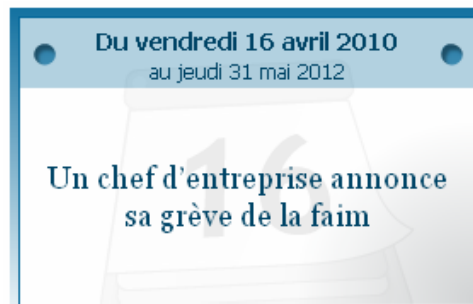 Du vendredi 16 avril 2010
au jeudi 31 mai 2012
16
Un chef d'entreprise annonce
sa grève de la faim